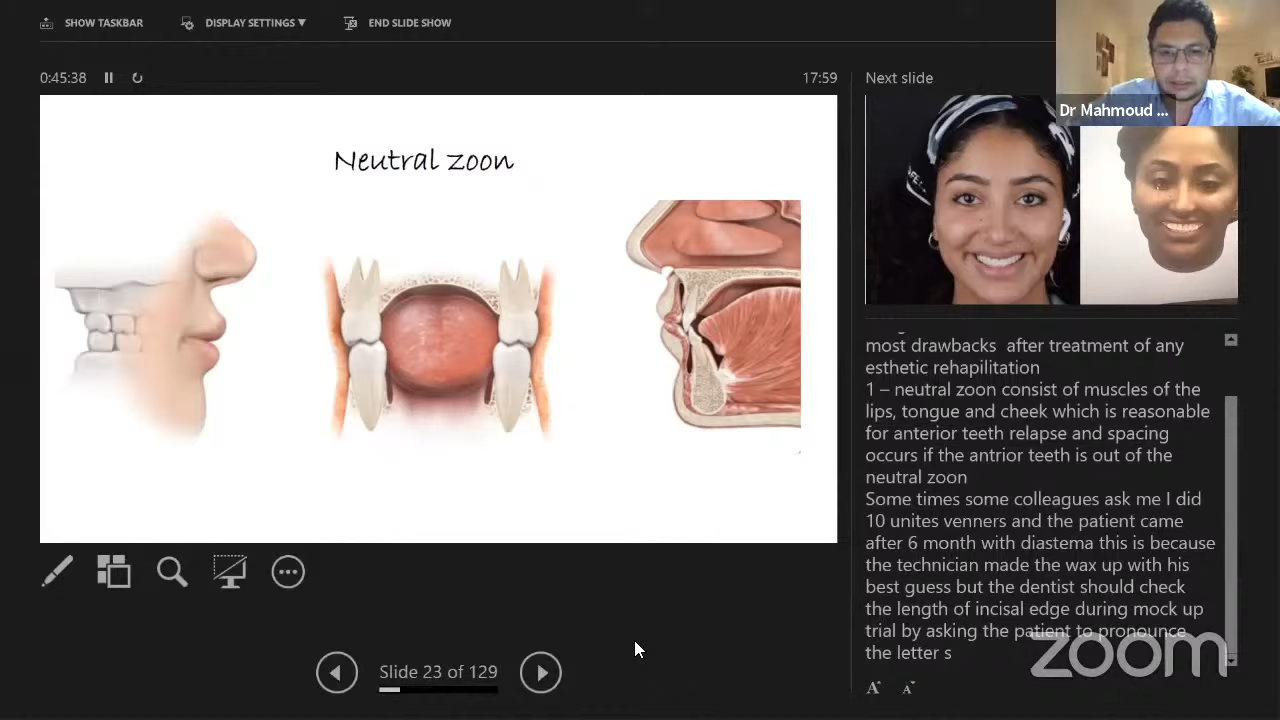 SHOW TASKBAR
DISPLAY SETTINGS ▼
END SLIDE SHOW
0:45:38
17:59
Next slide
Dr Mahmoud ...
Neutral zoon
most drawbacks after treatment of any
esthetic rehapilitation
1 – neutral zoon consist of muscles of the
lips, tongue and cheek which is reasonable
for anterior teeth relapse and spacing
occurs if the antrior teeth is out of the
neutral zoon
Some times some colleagues ask me I did
10 unites venners and the patient came
after 6 month with diastema this is because
the technician made the wax up with his
best guess but the dentist should check
the length of incisal edge during mock up
trial by asking the patient to pronounce
the letter s
zoom
Slide 23 of 129
A A